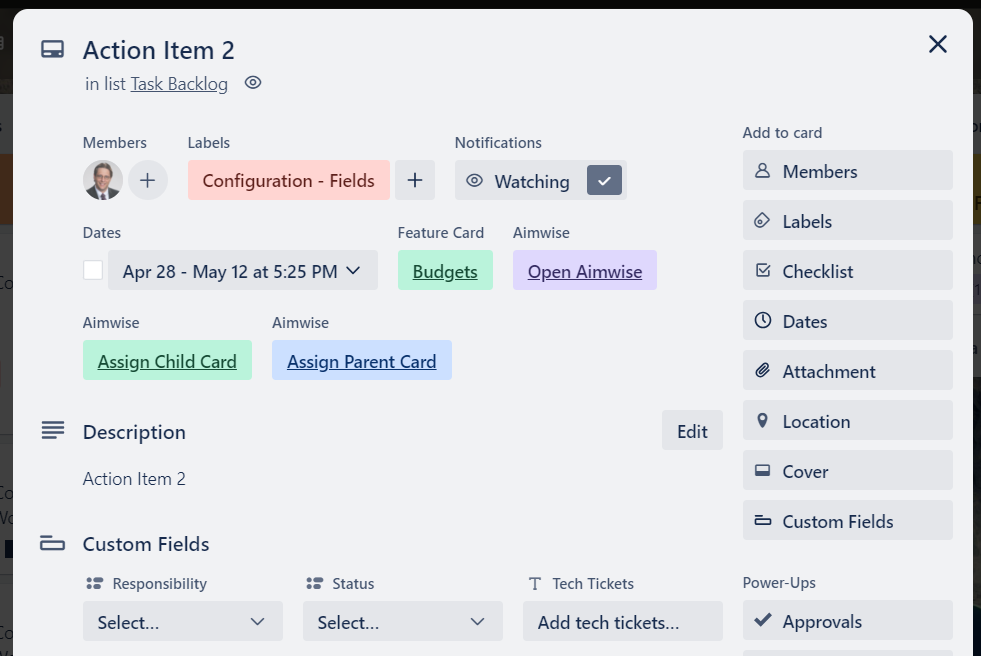 Action Item 2
in list Task Backlog
Members
Labels
Notifications
Configuration - Fields
Watching
Dates
Feature Card
Aimwise
Apr 28 - May 12 at 5:25 PM
Budgets
Open Aimwise
Aimwise
Aimwise
Assign Child Card
Assign Parent Card
Description
Edit
Action Item 2
Custom Fields
Responsibility
Status
Tech Tickets
Select...
Select...
Add tech tickets...
Add to card
Members
Labels
Checklist
Dates
Attachment
Location
Cover
Custom Fields
Power-Ups
Approvals